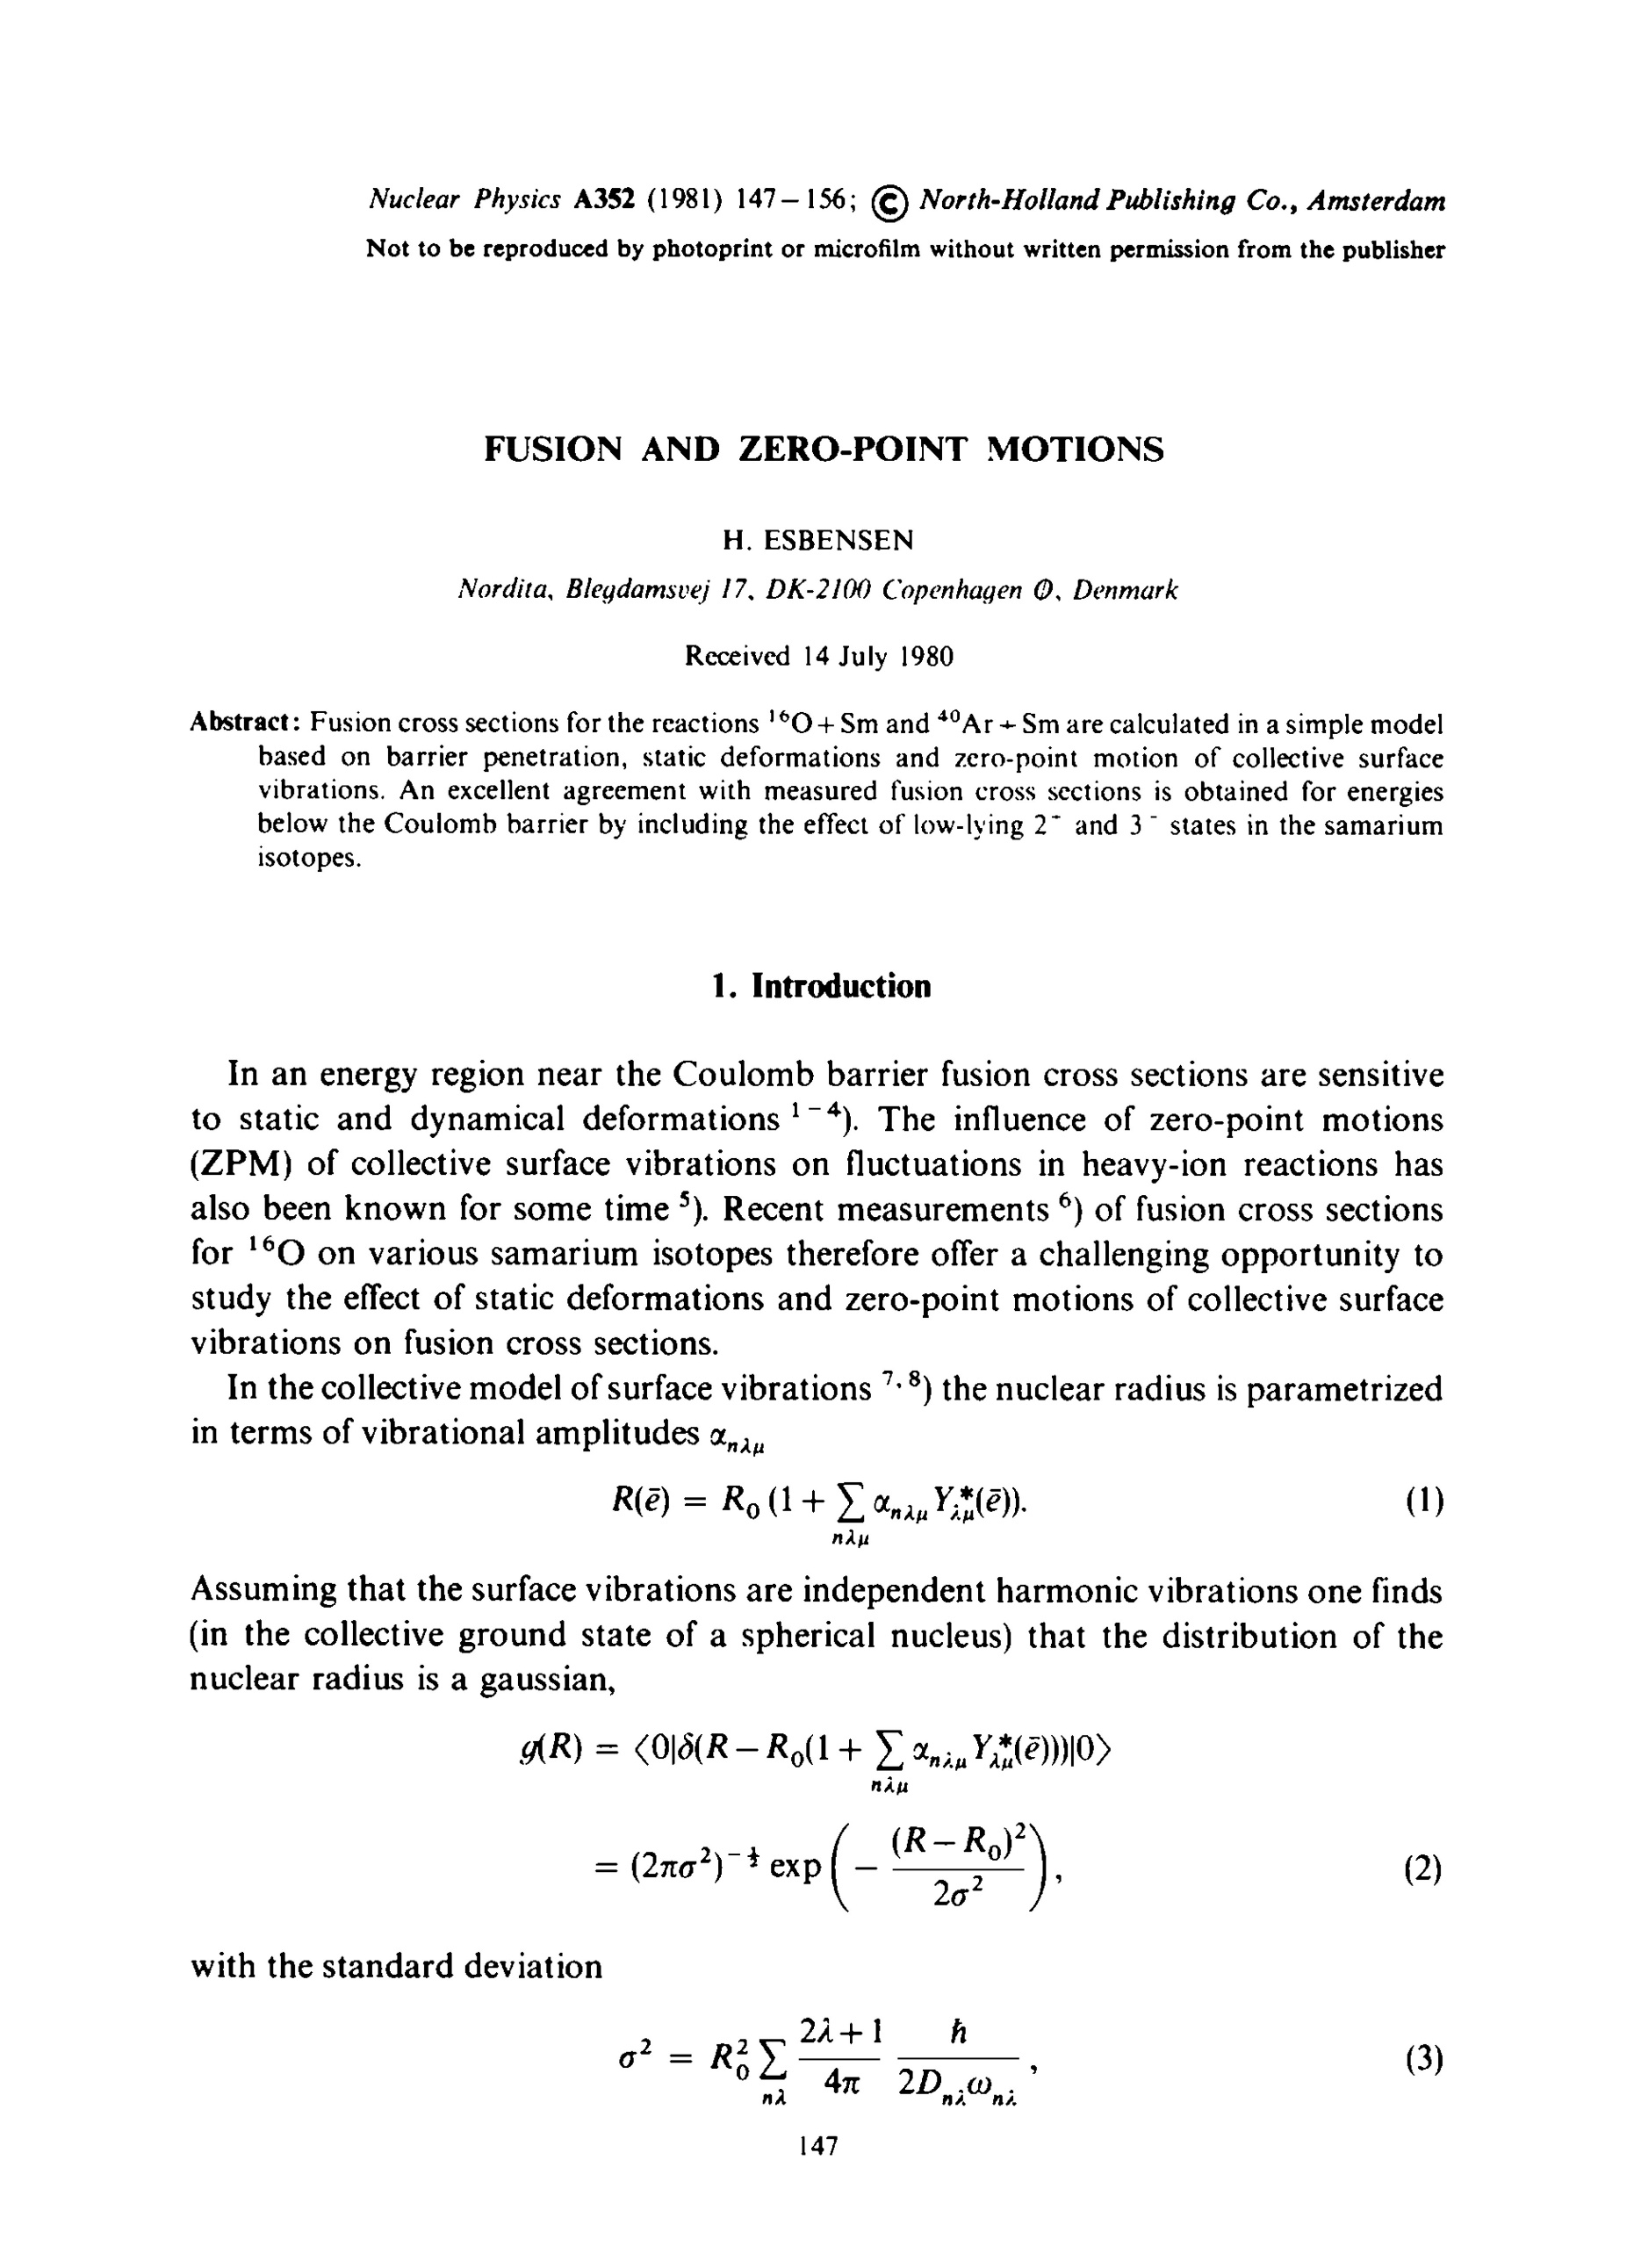 Nuclear Physics A352 (1981) 147–156; © North-Holland Publishing Co., Amsterdam
Not to be reproduced by photoprint or microfilm without written permission from the publisher
FUSION AND ZERO-POINT MOTIONS
H. ESBENSEN
Nordita, Blegdamsvej 17, DK-2100 Copenhagen Ø, Denmark
Received 14 July 1980
Abstract: Fusion cross sections for the reactions ¹⁶O + Sm and ⁴⁰Ar + Sm are calculated in a simple model
based on barrier penetration, static deformations and zero-point motion of collective surface
vibrations. An excellent agreement with measured fusion cross sections is obtained for energies
below the Coulomb barrier by including the effect of low-lying 2⁺ and 3⁻ states in the samarium
isotopes.
1. Introduction
In an energy region near the Coulomb barrier fusion cross sections are sensitive
to static and dynamical deformations ¹⁻⁴). The influence of zero-point motions
(ZPM) of collective surface vibrations on fluctuations in heavy-ion reactions has
also been known for some time ⁵). Recent measurements ⁶) of fusion cross sections
for ¹⁶O on various samarium isotopes therefore offer a challenging opportunity to
study the effect of static deformations and zero-point motions of collective surface
vibrations on fusion cross sections.
In the collective model of surface vibrations ⁷,⁸) the nuclear radius is parametrized
in terms of vibrational amplitudes α_{nλμ}
R(ē) = R₀(1 + Σ_{nλμ} α_{nλμ} Y*_{λμ}(ē)). (1)
Assuming that the surface vibrations are independent harmonic vibrations one finds
(in the collective ground state of a spherical nucleus) that the distribution of the
nuclear radius is a gaussian,
g(R) = ⟨0|δ(R − R₀(1 + Σ_{nλμ} α_{nλμ} Y*_{λμ}(ē)))|0⟩
= (2πσ²)^{−½} exp(− (R − R₀)² / 2σ²), (2)
with the standard deviation
σ² = R₀² Σ_{nλ} (2λ + 1)/(4π) ħ/(2D_{nλ}ω_{nλ}), (3)
147